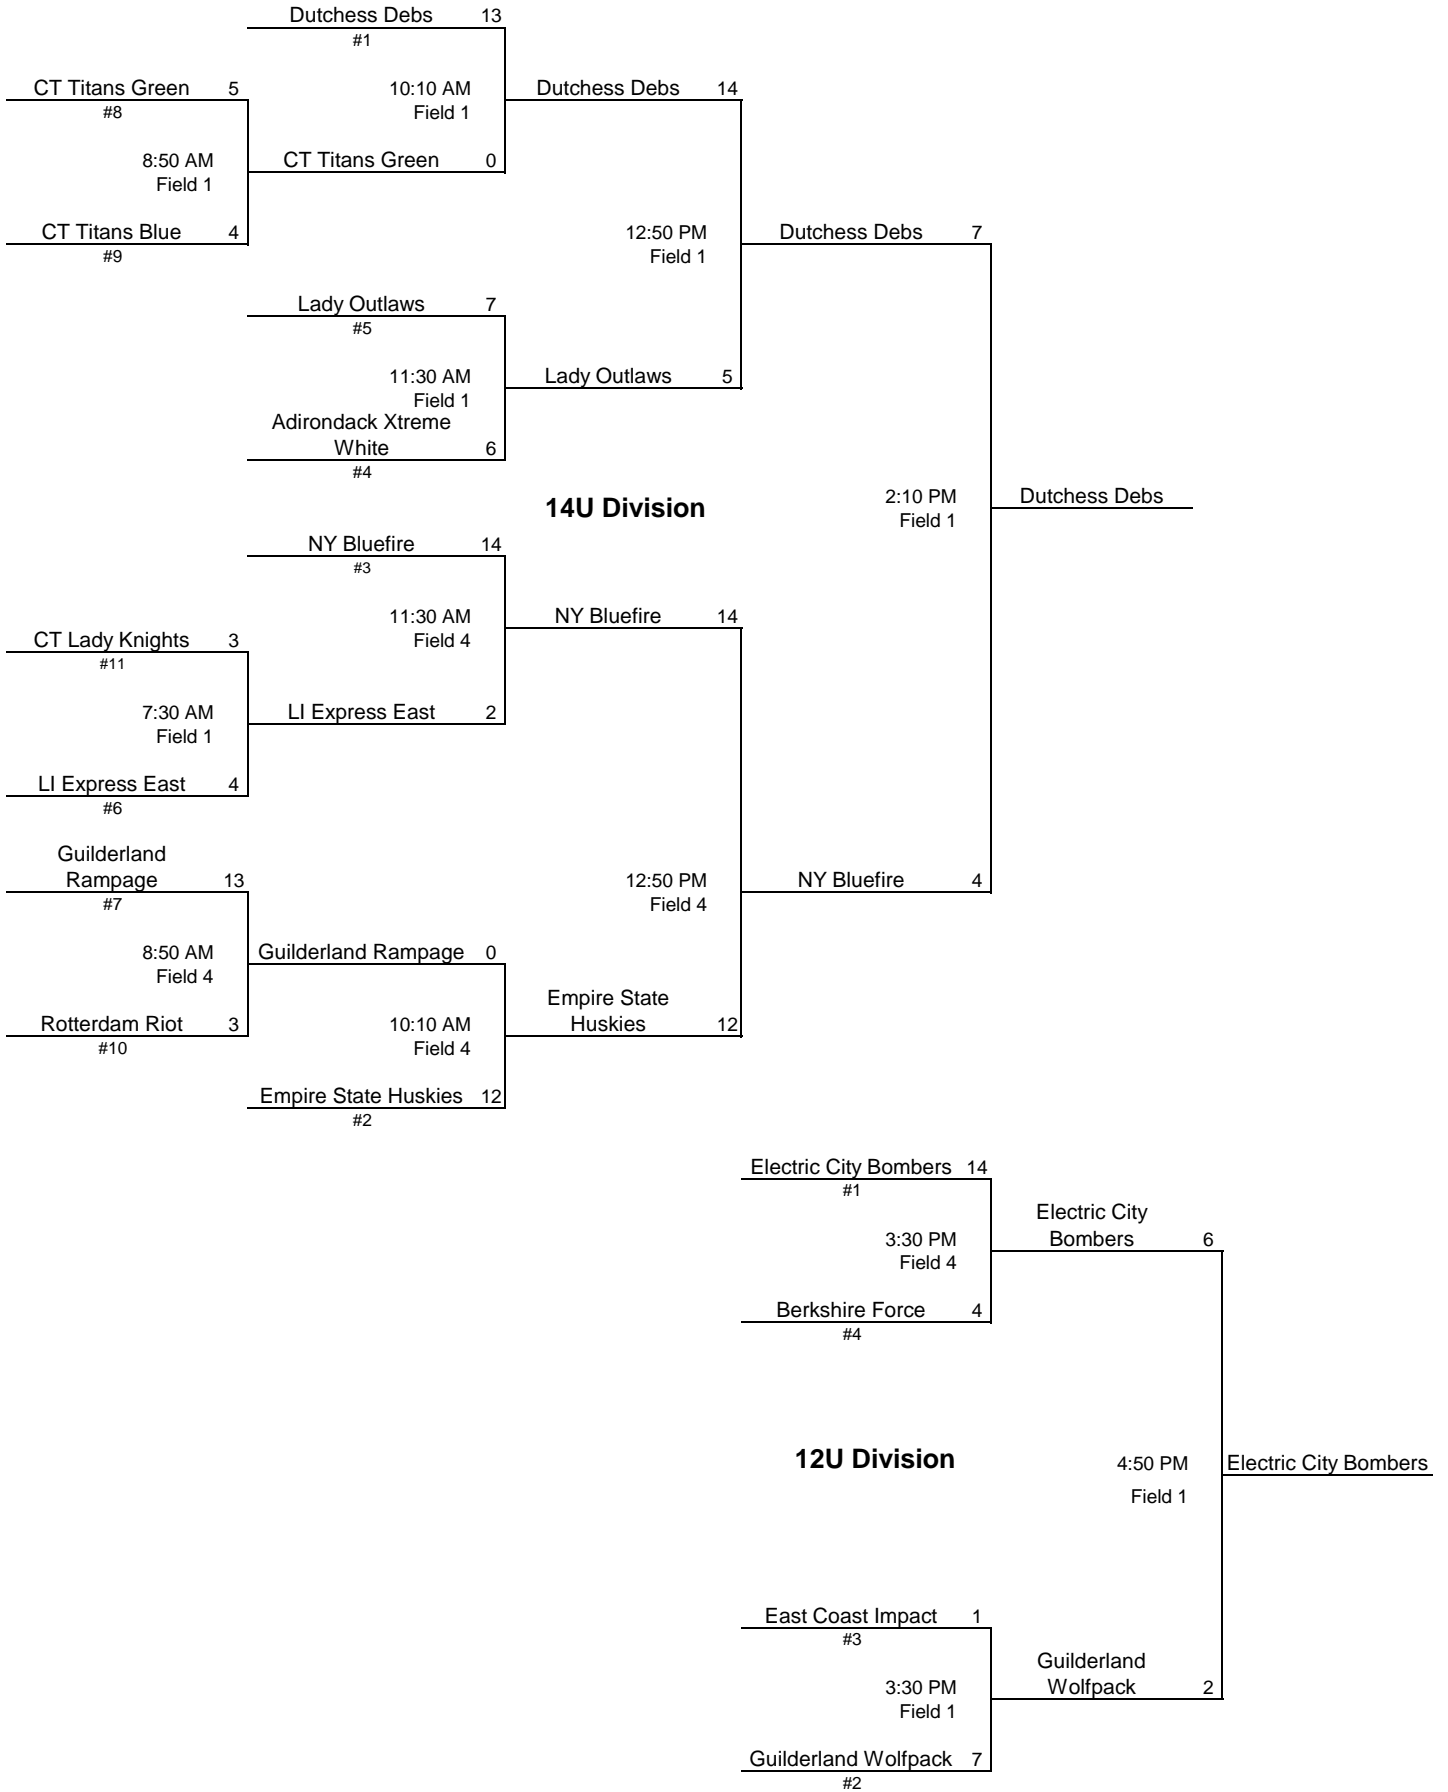 Dutchess Debs 13
#1
CT Titans Green 5
#8
10:10 AM
Field 1
Dutchess Debs 14
8:50 AM
Field 1
CT Titans Green 0
CT Titans Blue 4
#9
12:50 PM
Field 1
Dutchess Debs 7
Lady Outlaws 7
#5
11:30 AM
Field 1
Lady Outlaws 5
Adirondack Xtreme
White 6
#4
14U Division
2:10 PM
Field 1
Dutchess Debs
NY Bluefire 14
#3
11:30 AM
Field 4
NY Bluefire 14
CT Lady Knights 3
#11
7:30 AM
Field 1
LI Express East 2
LI Express East 4
#6
Guilderland
Rampage 13
#7
12:50 PM
Field 4
NY Bluefire 4
8:50 AM
Field 4
Guilderland Rampage 0
Rotterdam Riot 3
#10
10:10 AM
Field 4
Empire State
Huskies 12
Empire State Huskies 12
#2
Electric City Bombers 14
#1
3:30 PM
Field 4
Electric City
Bombers 6
Berkshire Force 4
#4
12U Division
4:50 PM
Field 1
Electric City Bombers
East Coast Impact 1
#3
3:30 PM
Field 1
Guilderland
Wolfpack 2
Guilderland Wolfpack 7
#2